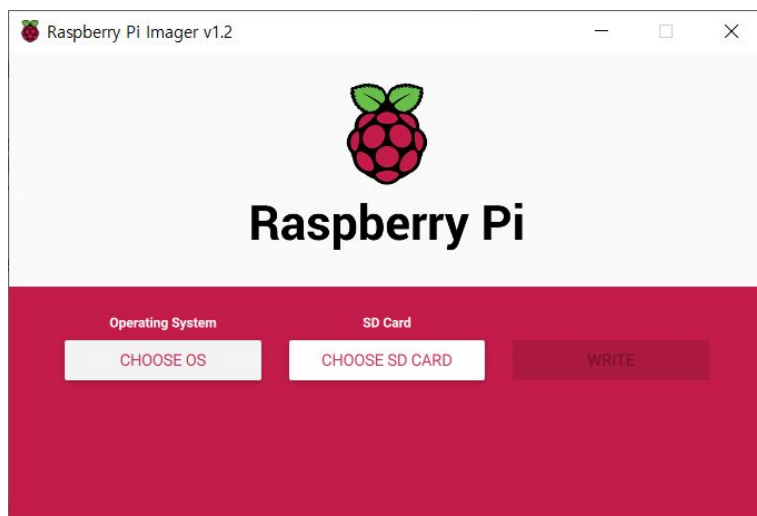 Raspberry Pi Imager v1.2
Raspberry Pi
Operating System
SD Card
CHOOSE OS
CHOOSE SD CARD
WRITE